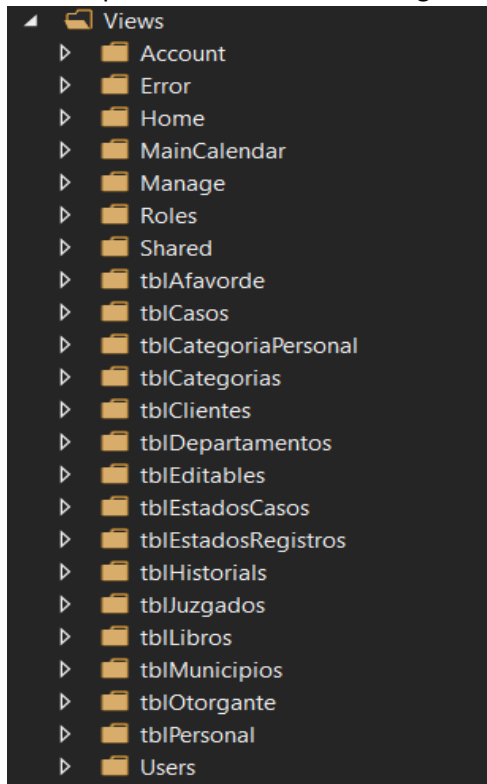 Views
Account
Error
Home
MainCalendar
Manage
Roles
Shared
tblAfavorde
tblCasos
tblCategoriaPersonal
tblCategorias
tblClientes
tblDepartamentos
tblEditables
tblEstadosCasos
tblEstadosRegistros
tblHistorials
tblJuzgados
tblLibros
tblMunicipios
tblOtorgante
tblPersonal
Users